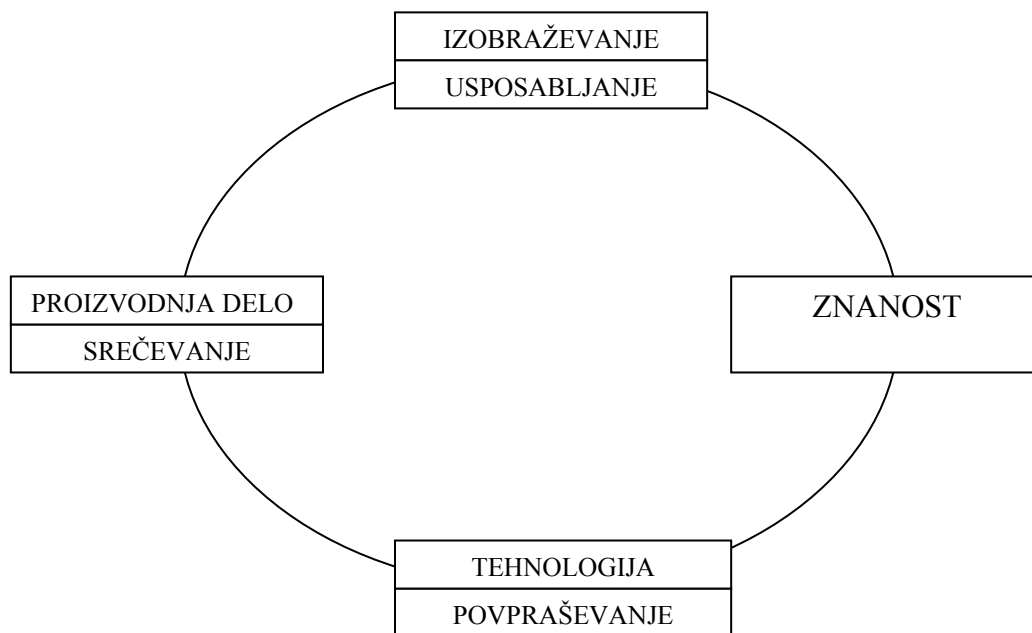 IZOBRAŽEVANJE
USPOSABLJANJE
PROIZVODNJA DELO
SREČEVANJE
ZNANOST
TEHNOLOGIJA
POVPRAŠEVANJE